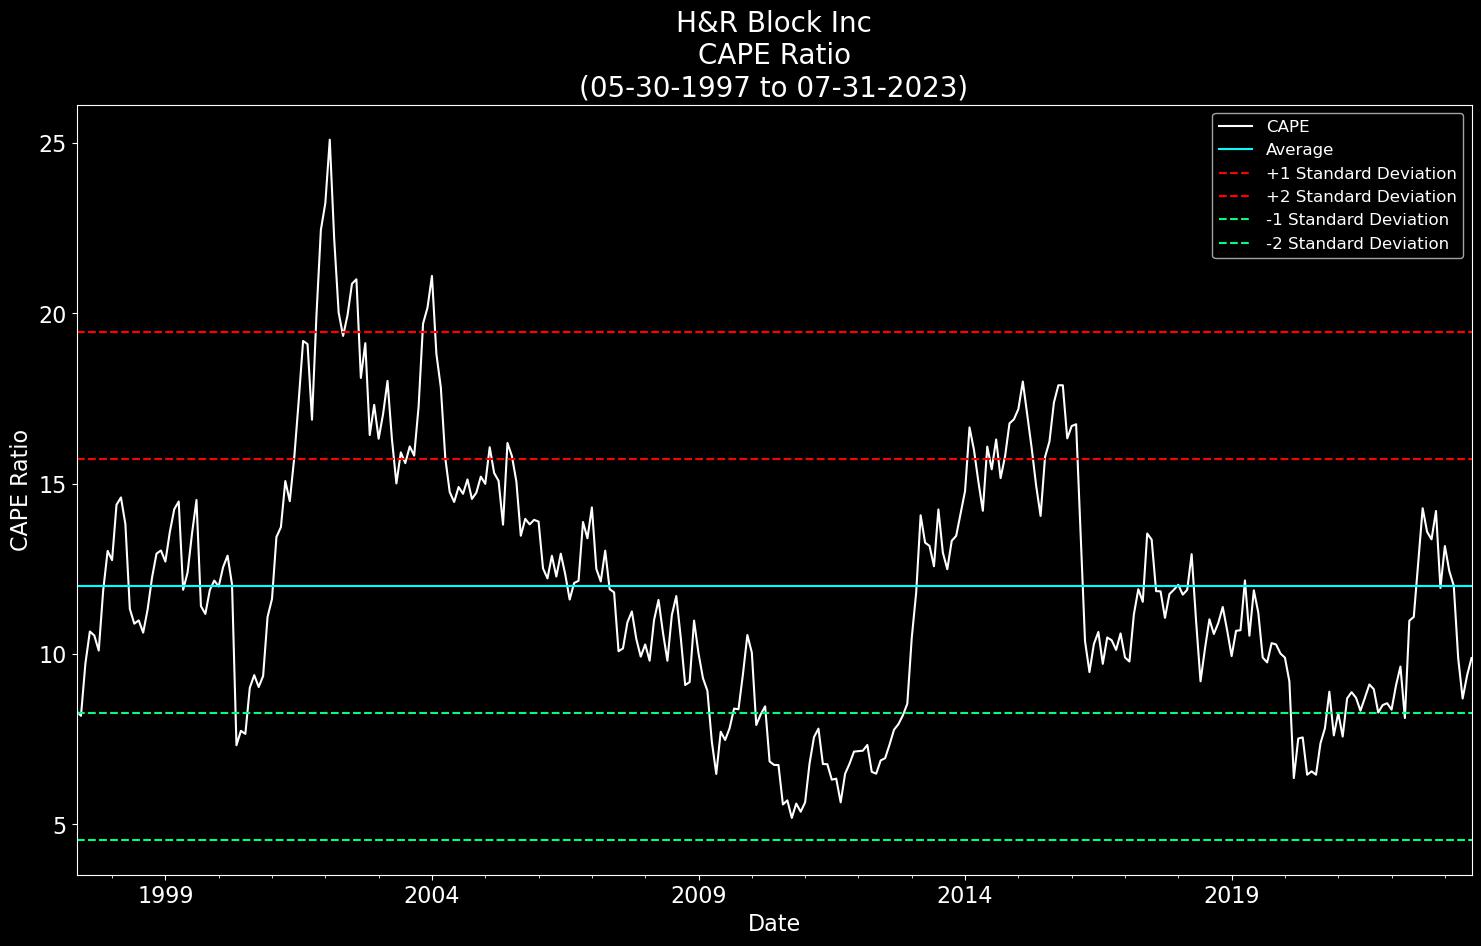 H&R Block Inc
CAPE Ratio
(05-30-1997 to 07-31-2023)
CAPE
Average
+1 Standard Deviation
+2 Standard Deviation
-1 Standard Deviation
-2 Standard Deviation
25
20
15
10
5
CAPE Ratio
1999 2004 2009 2014 2019
Date